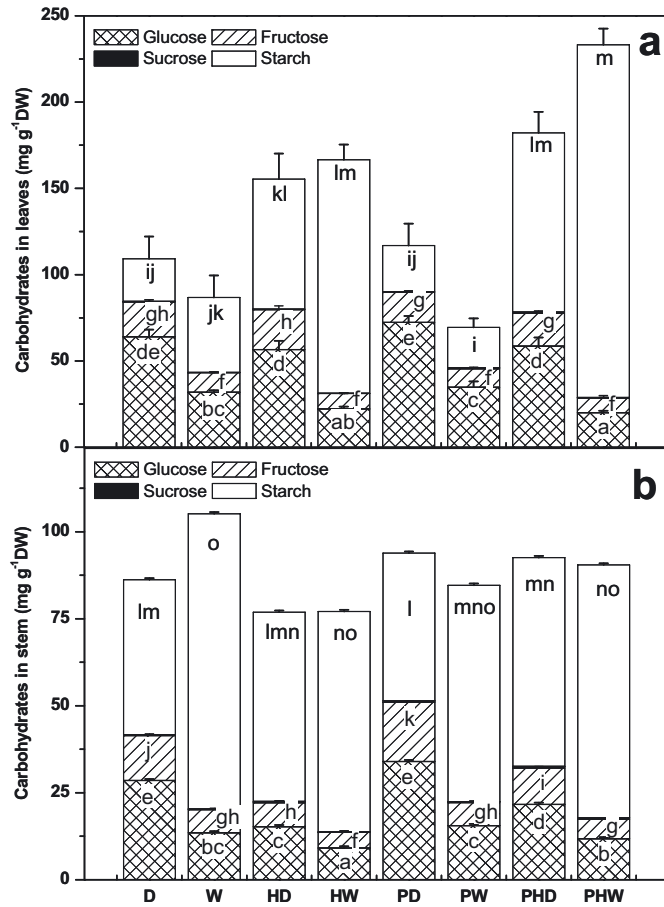 250
a
Glucose Fructose
Sucrose Starch
m
200
lm
lm
kl
150
Carbohydrates in leaves (mg g-1DW)
ij
ij
jk
100
gh
g
h
g
i
de
e
d
d
50
f
f
f
f
bc
c
ab
a
0
Glucose Fructose
Sucrose Starch
b
100
o
lm
l
mno
mn
no
lmn
no
75
Carbohydrates in stem (mg g-1DW)
50
k
j
i
e
e
25
gh
h
gh
d
g
f
bc
c
c
b
a
0
D W HD HW PD PW PHD PHW